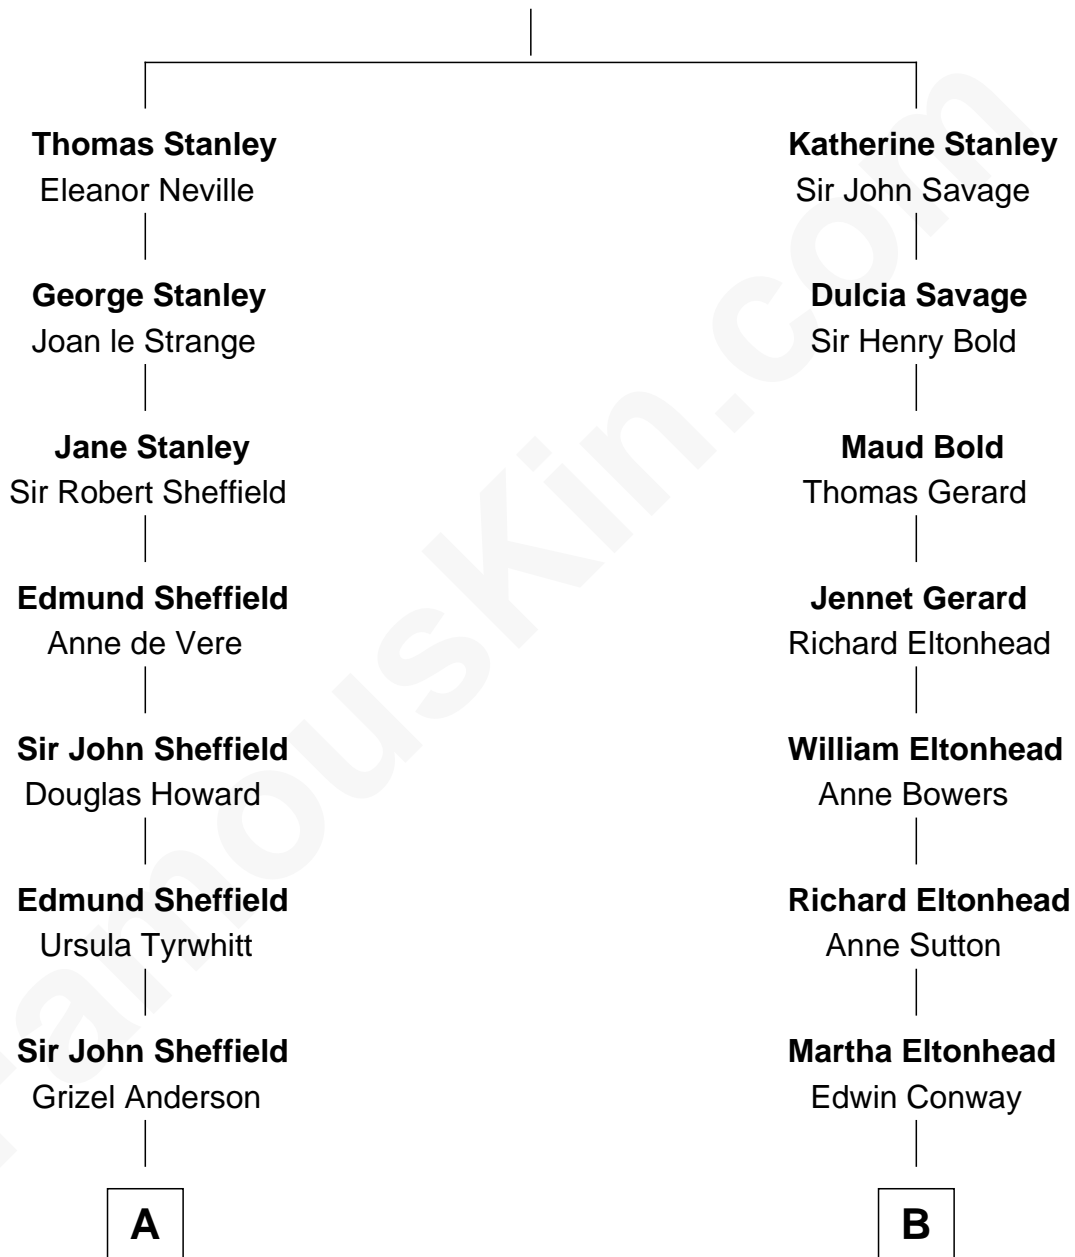 Thomas Stanley
Eleanor Neville
George Stanley
Joan le Strange
Jane Stanley
Sir Robert Sheffield
Edmund Sheffield
Anne de Vere
Sir John Sheffield
Douglas Howard
Edmund Sheffield
Ursula Tyrwhitt
Sir John Sheffield
Grizel Anderson
A
Katherine Stanley
Sir John Savage
Dulcia Savage
Sir Henry Bold
Maud Bold
Thomas Gerard
Jennet Gerard
Richard Eltonhead
William Eltonhead
Anne Bowers
Richard Eltonhead
Anne Sutton
Martha Eltonhead
Edwin Conway
B
FamousKin.com